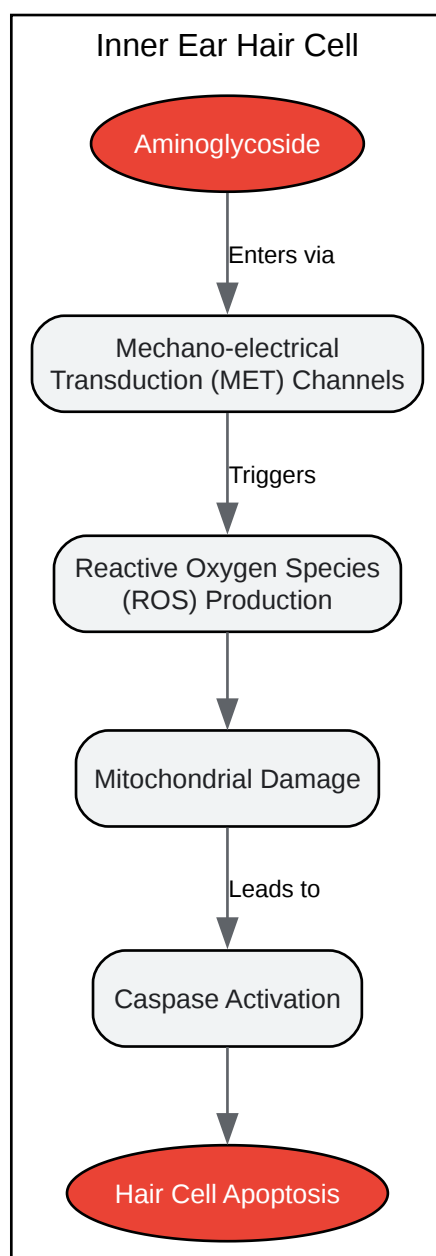 Inner Ear Hair Cell
Aminoglycoside
Enters via
Mechano-electrical
Transduction (MET) Channels
Triggers
Reactive Oxygen Species
(ROS) Production
Mitochondrial Damage
Leads to
Caspase Activation
Hair Cell Apoptosis